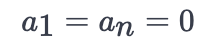 a1 = an = 0